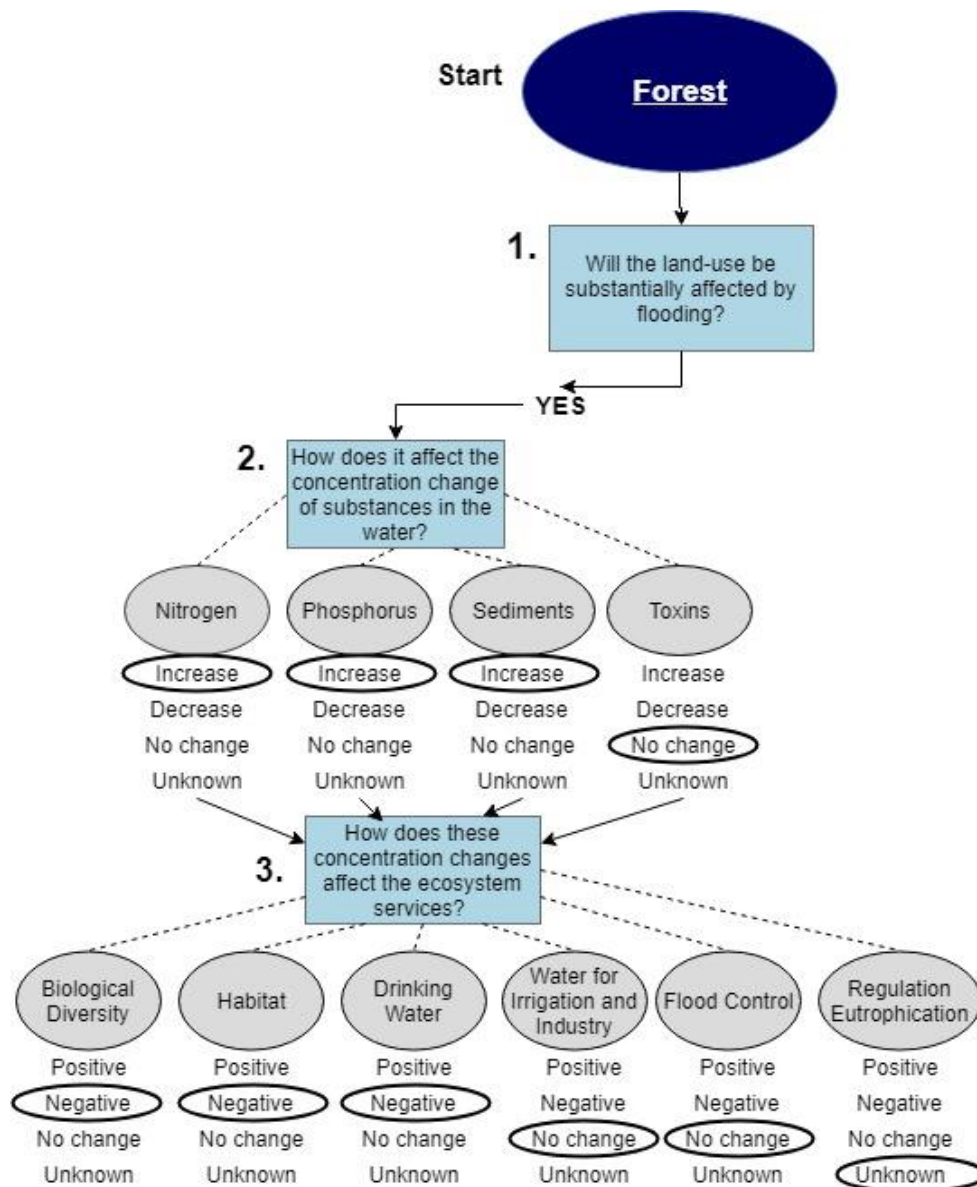 Start
Forest
1.
Will the land-use be
substantially affected by
flooding?
YES
2.
How does it affect the
concentration change
of substances in the
water?
Nitrogen
Phosphorus
Sediments
Toxins
Increase
Increase
Increase
Increase
Decrease
Decrease
Decrease
Decrease
No change
No change
No change
No change
Unknown
Unknown
Unknown
Unknown
3.
How does these
concentration changes
affect the ecosystem
services?
Biological
Diversity
Habitat
Drinking
Water
Water for
Irrigation and
Industry
Flood Control
Regulation
Eutrophication
Positive
Positive
Positive
Positive
Positive
Positive
Negative
Negative
Negative
Negative
Negative
Negative
No change
No change
No change
No change
No change
No change
Unknown
Unknown
Unknown
Unknown
Unknown
Unknown